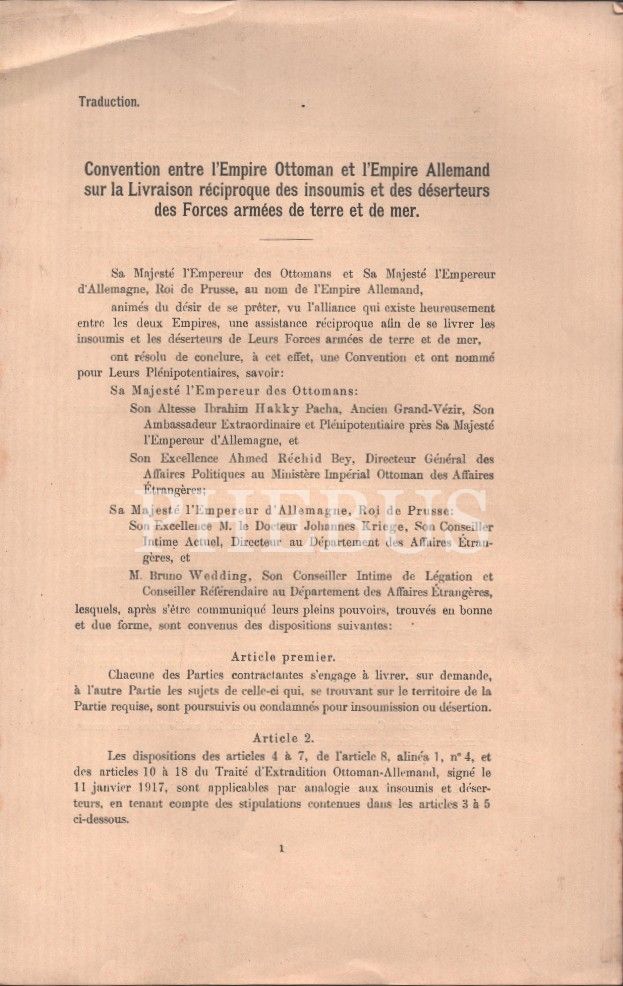 Traduction.
Convention entre l'Empire Ottoman et l'Empire Allemand
sur la Livraison réciproque des insoumis et des déserteurs
des Forces armées de terre et de mer.
Sa Majesté l'Empereur des Ottomans et Sa Majesté l'Empereur
d'Allemagne, Roi de Prusse, au nom de l'Empire Allemand,
animés du désir de se prêter, vu l'alliance qui existe heureusement
entre les deux Empires, une assistance réciproque afin de se livrer les
insoumis et les déserteurs de Leurs Forces armées de terre et de mer,
ont résolu de conclure, à cet effet, une Convention et ont nommé
pour Leurs Plénipotentiaires, savoir:
Sa Majesté l'Empereur des Ottomans:
Son Altesse Ibrahim Hakky Pacha, Ancien Grand-Vézir, Son
Ambassadeur Extraordinaire et Plénipotentiaire près Sa Majesté
l'Empereur d'Allemagne, et
Son Excellence Ahmed Réchid Bey, Directeur Général des
Affaires Politiques au Ministère Impérial Ottoman des Affaires
Étrangères;
PHEBUS
Sa Majesté l'Empereur d'Allemagne, Roi de Prusse:
Son Excellence M. le Docteur Johannes Kriege, Son Conseiller
Intime Actuel, Directeur au Département des Affaires Étran-
gères, et
M. Bruno Wedding, Son Conseiller Intime de Légation et
Conseiller Référendaire au Département des Affaires Étrangères,
lesquels, après s'être communiqué leurs pleins pouvoirs, trouvés en bonne
et due forme, sont convenus des dispositions suivantes:
Article premier.
Chacune des Parties contractantes s'engage à livrer, sur demande,
à l'autre Partie les sujets de celle-ci qui, se trouvant sur le territoire de la
Partie requise, sont poursuivis ou condamnés pour insoumission ou désertion.
Article 2.
Les dispositions des articles 4 à 7, de l'article 8, alinéa 1, n° 4, et
des articles 10 à 18 du Traité d'Extradition Ottoman-Allemand, signé le
11 janvier 1917, sont applicables par analogie aux insoumis et déser-
teurs, en tenant compte des stipulations contenues dans les articles 3 à 5
ci-dessous.
1